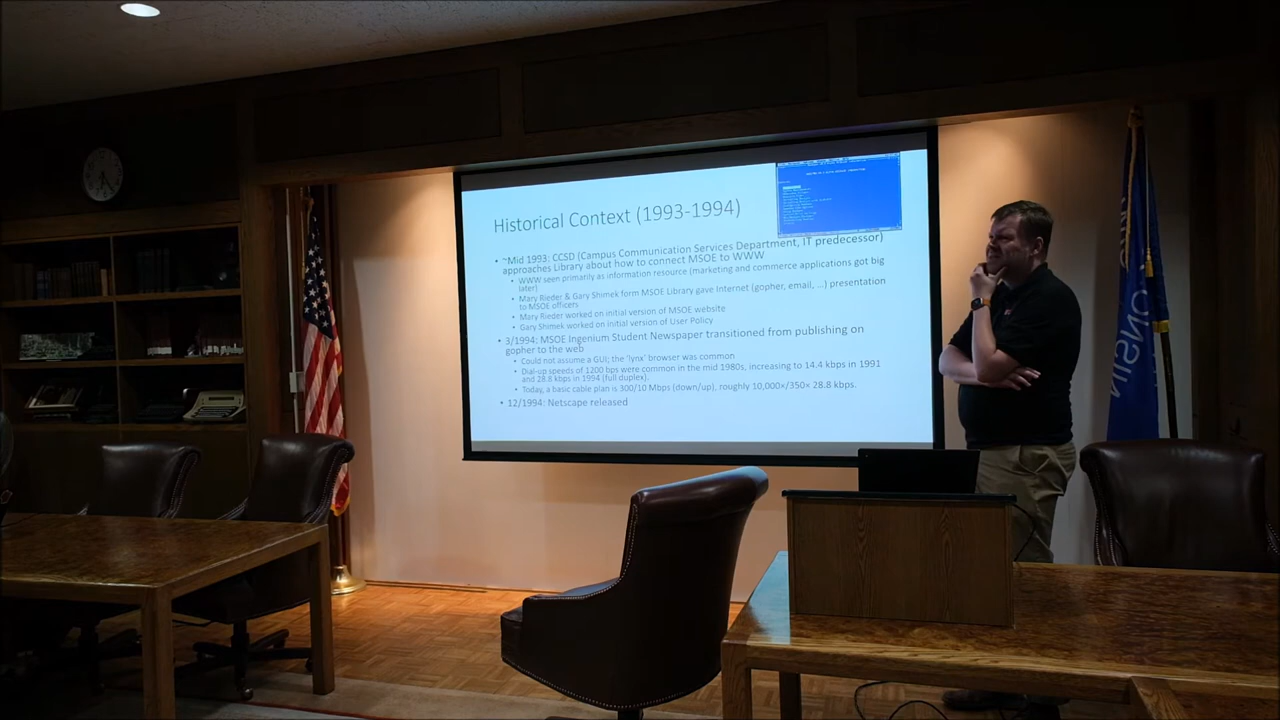 Historical Context (1993-1994)
• ~Mid 1993: CCSD (Campus Communication Services Department, IT predecessor)
approaches Library about how to connect MSOE to WWW
• WWW seen primarily as information resource (marketing and commerce applications got big
later)
• Mary Rieder & Gary Shimek form MSOE Library gave Internet (gopher, email, ...) presentation
to MSOE officers
• Mary Rieder worked on initial version of MSOE website
• Gary Shimek worked on initial version of User Policy
• 3/1994: MSOE Ingenium Student Newspaper transitioned from publishing on
gopher to the web
• Could not assume a GUI; the 'lynx' browser was common
• Dial-up speeds of 1200 bps were common in the mid 1980s, increasing to 14.4 kbps in 1991
and 28.8 kbps in 1994 (full duplex).
• Today, a basic cable plan is 300/10 Mbps (down/up), roughly 10,000×/350× 28.8 kbps.
• 12/1994: Netscape released
ONSIN